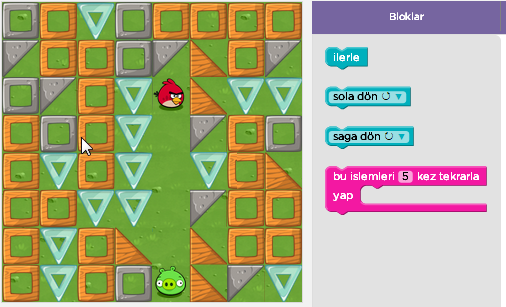 Bloklar
ilerle
sola dön ↺ ▼
saga dön ↻ ▼
bu islemleri 5 kez tekrarla
yap